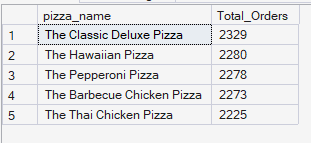 pizza_name Total_Orders
1 The Classic Deluxe Pizza 2329
2 The Hawaiian Pizza 2280
3 The Pepperoni Pizza 2278
4 The Barbecue Chicken Pizza 2273
5 The Thai Chicken Pizza 2225